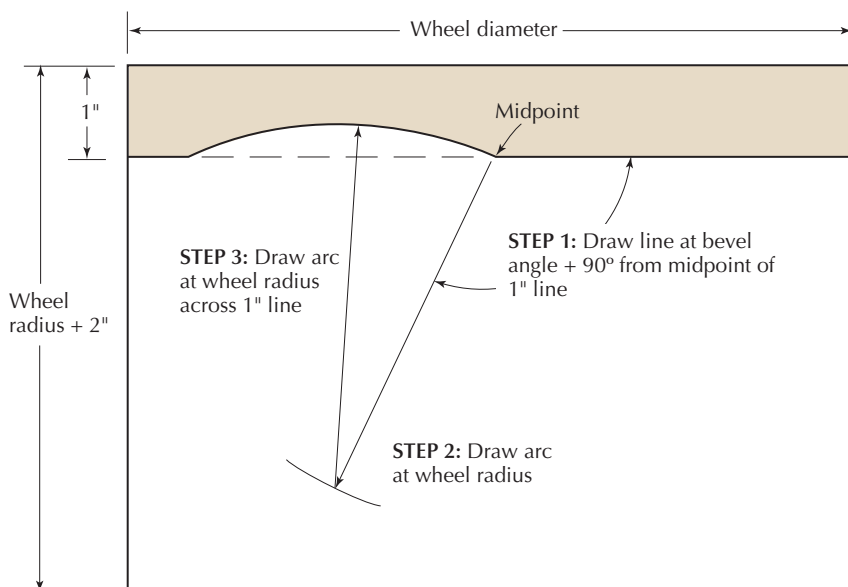 Wheel diameter
1"
Midpoint
STEP 3: Draw arc
at wheel radius
across 1" line
STEP 1: Draw line at bevel
angle + 90º from midpoint of
1" line
Wheel
radius + 2"
STEP 2: Draw arc
at wheel radius